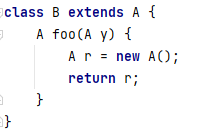 class B extends A {
    A foo(A y) {
        A r = new A();
        return r;
    }
}